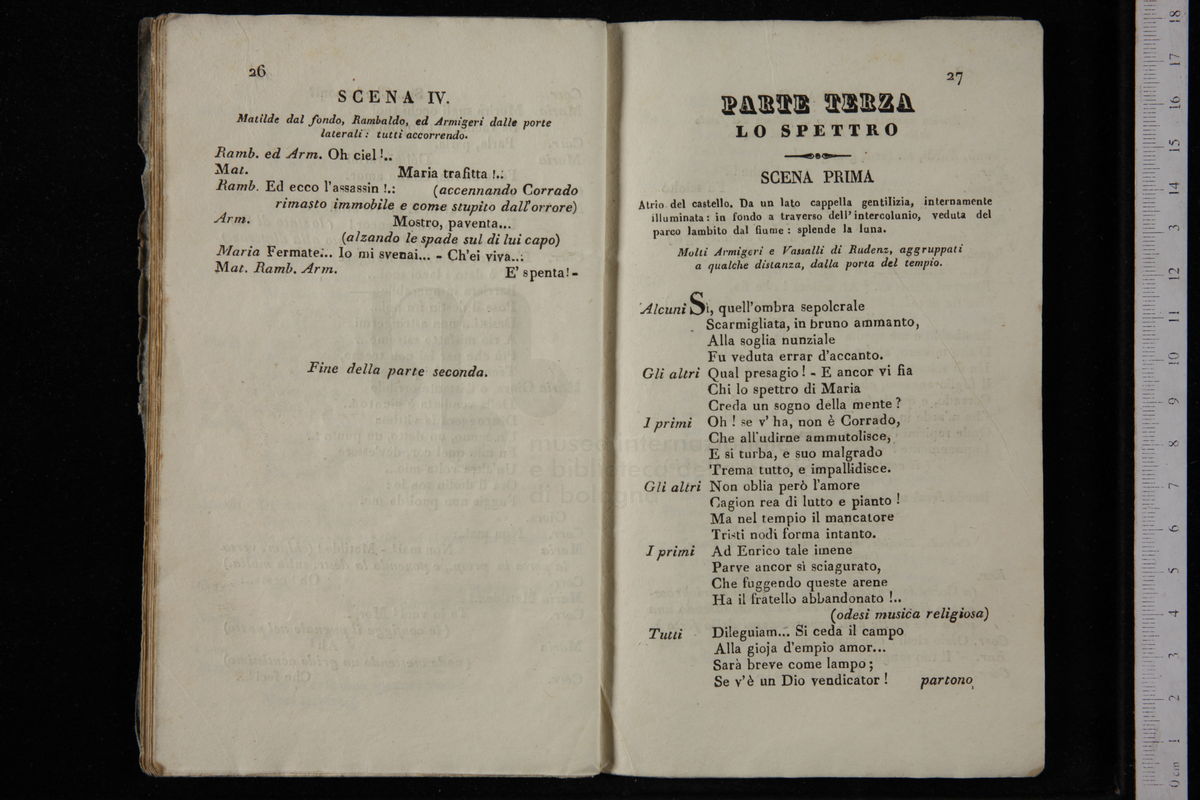 26
SCENA IV.
Matilde dal fondo, Rambaldo, ed Armigeri dalle porte
laterali: tutti accorrendo.
Ramb. ed Arm. Oh ciel!..
Mat. Maria trafitta !..
Ramb. Ed ecco l'assassin !.: (accennando Corrado
rimasto immobile e come stupito dall'orrore)
Arm. Mostro, paventa...
(alzando le spade sul di lui capo)
Maria Fermate... Io mi svenai... - Ch'ei viva...
Mat. Ramb. Arm. E' spenta! -
Fine della parte seconda.
27
PARTE TERZA
LO SPETTRO
SCENA PRIMA
Atrio del castello. Da un lato cappella gentilizia, internamente
illuminata: in fondo a traverso dell' intercolunio, veduta del
parco lambito dal fiume: splende la luna.
Molti Armigeri e Vassalli di Rudenz, aggruppati
a qualche distanza, dalla porta del tempio.
Alcuni Sì, quell'ombra sepolcrale
Scarmigliata, in bruno ammanto,
Alla soglia nunziale
Fu veduta errar d'accanto.
Gli altri Qual presagio! - E ancor vi fia
Chi lo spettro di Maria
Creda un sogno della mente?
I primi Oh! se v' ha, non è Corrado,
Che all'udirne ammutolisce,
E si turba, e suo malgrado
Trema tutto, e impallidisce.
Gli altri Non oblia però l'amore
Cagion rea di lutto e pianto !
Ma nel tempio il mancatore
Tristi nodi forma intanto.
I primi Ad Enrico tale imene
Parve ancor sì sciagurato,
Che fuggendo queste arene
Ha il fratello abbandonato !..
(odesi musica religiosa)
Tutti Dileguiam... Si ceda il campo
Alla gioja d'empio amor...
Sarà breve come lampo;
Se v'è un Dio vendicator ! partono